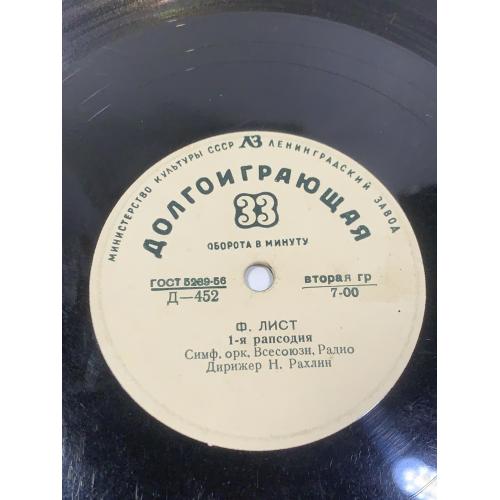 МИНИСТЕРСТВО КУЛЬТУРЫ СССР ЛЗ ЛЕНИНГРАДСКИЙ ЗАВОД
ДОЛГОИГРАЮЩАЯ
33
ОБОРОТА В МИНУТУ
ГОСТ 5289-56 вторая гр
Д—452 7-00
Ф. ЛИСТ
1-я рапсодия
Симф. орк, Всесоюзн, Радио
Дирижер Н. Рахлин